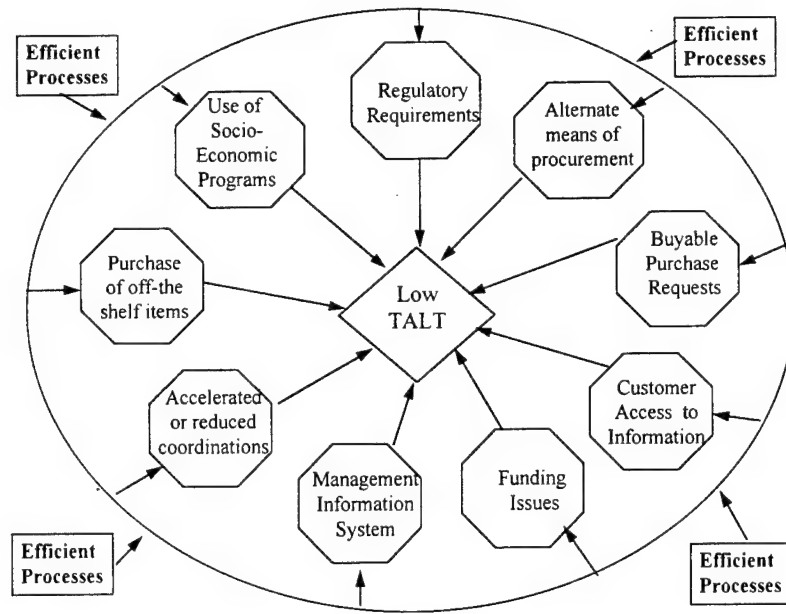 Efficient
Processes
Efficient
Processes
Regulatory
Requirements
Use of
Socio-
Economic
Programs
Alternate
means of
procurement
Purchase
of off-the
shelf items
Low
TALT
Buyable
Purchase
Requests
Accelerated
or reduced
coordinations
Customer
Access to
Information
Management
Information
System
Funding
Issues
Efficient
Processes
Efficient
Processes